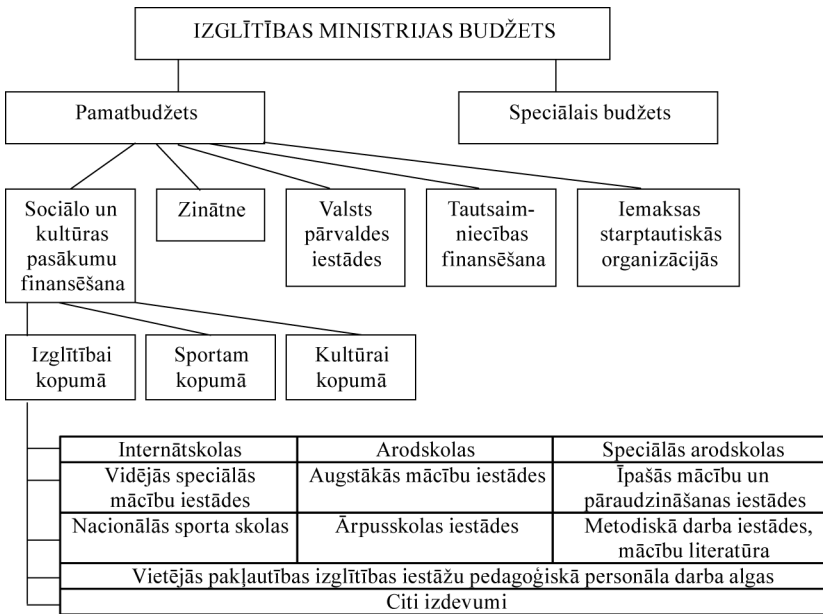 IZGLĪTĪBAS MINISTRIJAS BUDŽETS
Pamatbudžets
Speciālais budžets
Sociālo un
kultūras
pasākumu
finansēšana
Zinātne
Valsts
pārvaldes
iestādes
Tautsaim-
niecības
finansēšana
Iemaksas
starptautiskās
organizācijās
Izglītībai
kopumā
Sportam
kopumā
Kultūrai
kopumā
Internātskolas
Arodskolas
Speciālās arodskolas
Vidējās speciālās
mācību iestādes
Augstākās mācību iestādes
Īpašās mācību un
pāraudzināšanas iestādes
Nacionālās sporta skolas
Ārpusskolas iestādes
Metodiskā darba iestādes,
mācību literatūra
Vietējās pakļautības izglītības iestāžu pedagoģiskā personāla darba algas
Citi izdevumi